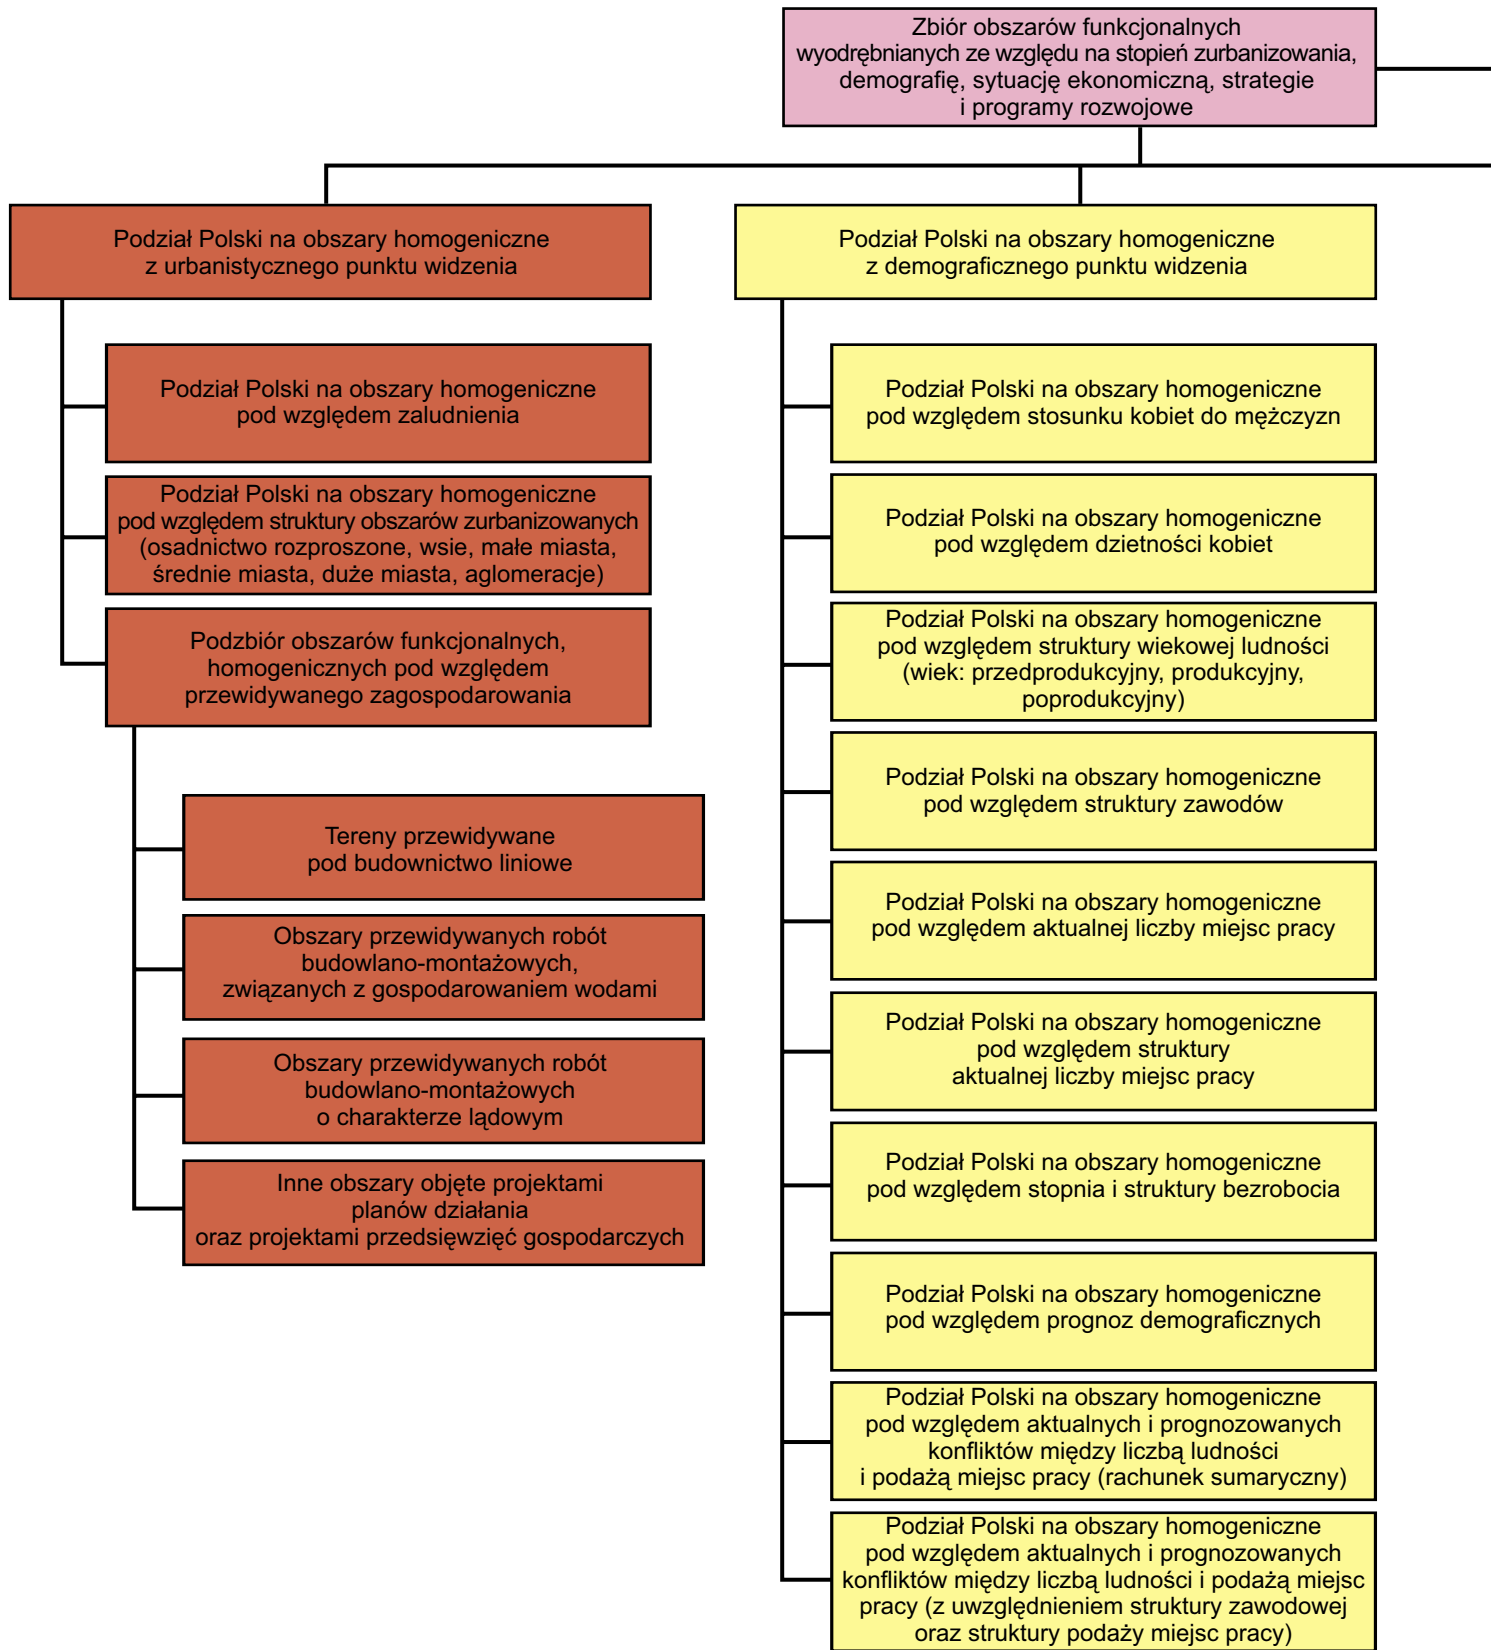 Zbiór obszarów funkcjonalnych
wyodrębnianych ze względu na stopień zurbanizowania,
demografię, sytuację ekonomiczną, strategie
i programy rozwojowe
Podział Polski na obszary homogeniczne
z urbanistycznego punktu widzenia
Podział Polski na obszary homogeniczne
pod względem zaludnienia
Podział Polski na obszary homogeniczne
pod względem struktury obszarów zurbanizowanych
(osadnictwo rozproszone, wsie, małe miasta,
średnie miasta, duże miasta, aglomeracje)
Podzbiór obszarów funkcjonalnych,
homogenicznych pod względem
przewidywanego zagospodarowania
Tereny przewidywane
pod budownictwo liniowe
Obszary przewidywanych robót
budowlano-montażowych,
związanych z gospodarowaniem wodami
Obszary przewidywanych robót
budowlano-montażowych
o charakterze lądowym
Inne obszary objęte projektami
planów działania
oraz projektami przedsięwzięć gospodarczych
Podział Polski na obszary homogeniczne
z demograficznego punktu widzenia
Podział Polski na obszary homogeniczne
pod względem stosunku kobiet do mężczyzn
Podział Polski na obszary homogeniczne
pod względem dzietności kobiet
Podział Polski na obszary homogeniczne
pod względem struktury wiekowej ludności
(wiek: przedprodukcyjny, produkcyjny,
poprodukcyjny)
Podział Polski na obszary homogeniczne
pod względem struktury zawodów
Podział Polski na obszary homogeniczne
pod względem aktualnej liczby miejsc pracy
Podział Polski na obszary homogeniczne
pod względem struktury
aktualnej liczby miejsc pracy
Podział Polski na obszary homogeniczne
pod względem stopnia i struktury bezrobocia
Podział Polski na obszary homogeniczne
pod względem prognoz demograficznych
Podział Polski na obszary homogeniczne
pod względem aktualnych i prognozowanych
konfliktów między liczbą ludności
i podażą miejsc pracy (rachunek sumaryczny)
Podział Polski na obszary homogeniczne
pod względem aktualnych i prognozowanych
konfliktów między liczbą ludności i podażą miejsc
pracy (z uwzględnieniem struktury zawodowej
oraz struktury podaży miejsc pracy)